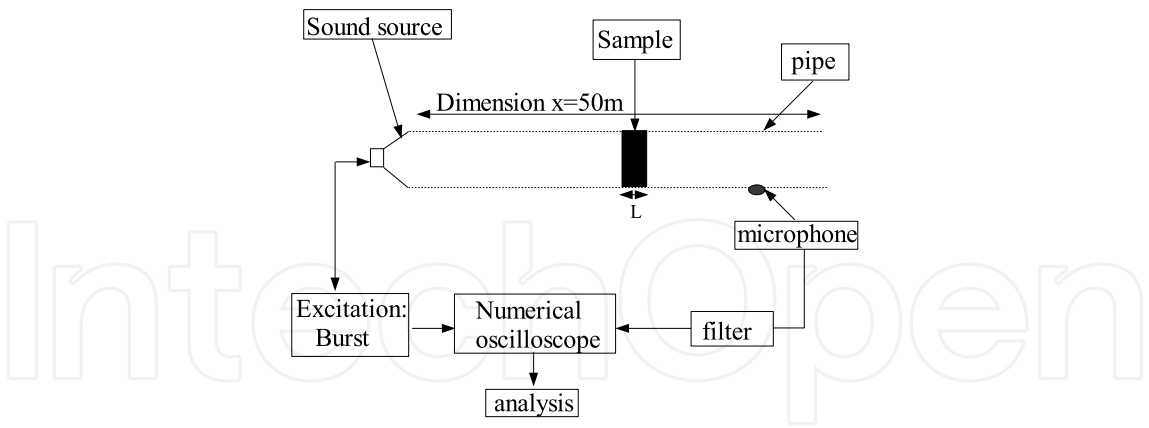 Sound source
Sample
pipe
Dimension x=50m
L
microphone
Excitation:
Burst
Numerical
oscilloscope
filter
analysis
IntechOpen